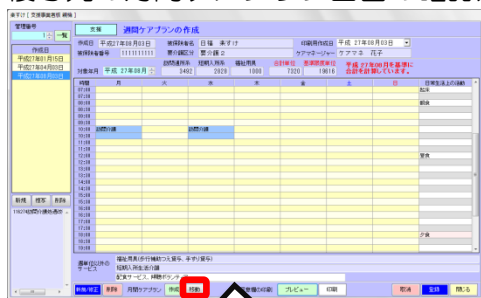 楽すけ [ 支援事業者版 親機 ]
管理番号
1 一覧
支援 週間ケアプランの作成
作成日
平成27年01月15日
平成27年04月03日
平成27年08月03日
作成日 平成27年08月03日 被保険者名 日福 楽すけ 印刷用作成日 平成 27年08月03日
被保険者番号 1111111111 要介護区分 要介護2 ケアマネージャー ケアマネ 花子
対象年月 平成 27年08月
訪問通所系 短期入所系 福祉用具 合計単位 基準限度単位
3492 2828 1000 7320 19616
平成 27年08月を基準に
合計を計算しています。
時間 月 火 水 木 金 土 日 日常生活上の活動
起床
朝食
10:00 訪問介護 訪問介護
昼食
夕食
新規 複写 削除
週単位以外の
サービス
福祉用具(歩行補助つえ貸与、手すり貸与)
短期入所生活介護
配食サービス、傾聴ボランティア
新規/修正 削除 月間ケアプラン 作成 移動 プレビュー 印刷 取消 登録 閉じる